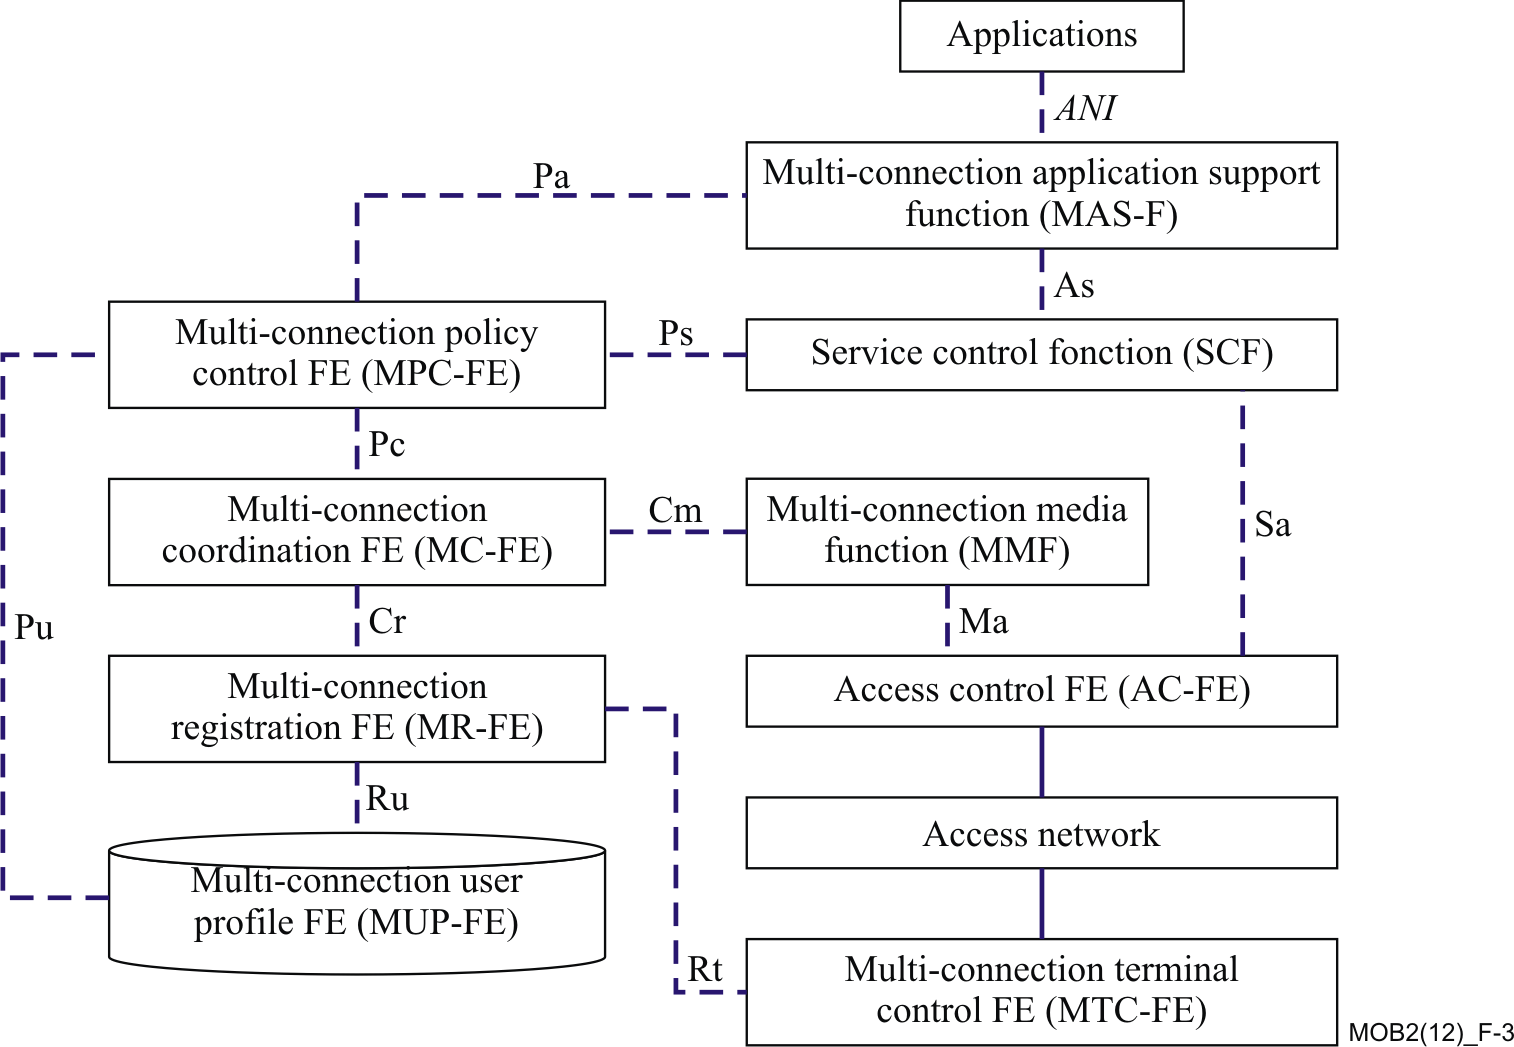 Applications
ANI
Pa
Multi-connection application support
function (MAS-F)
As
Multi-connection policy
control FE (MPC-FE)
Ps
Service control fonction (SCF)
Pc
Multi-connection
coordination FE (MC-FE)
Cm
Multi-connection media
function (MMF)
Sa
Pu
Cr
Ma
Multi-connection
registration FE (MR-FE)
Access control FE (AC-FE)
Ru
Access network
Multi-connection user
profile FE (MUP-FE)
Rt
Multi-connection terminal
control FE (MTC-FE)
MOB2(12)_F-3